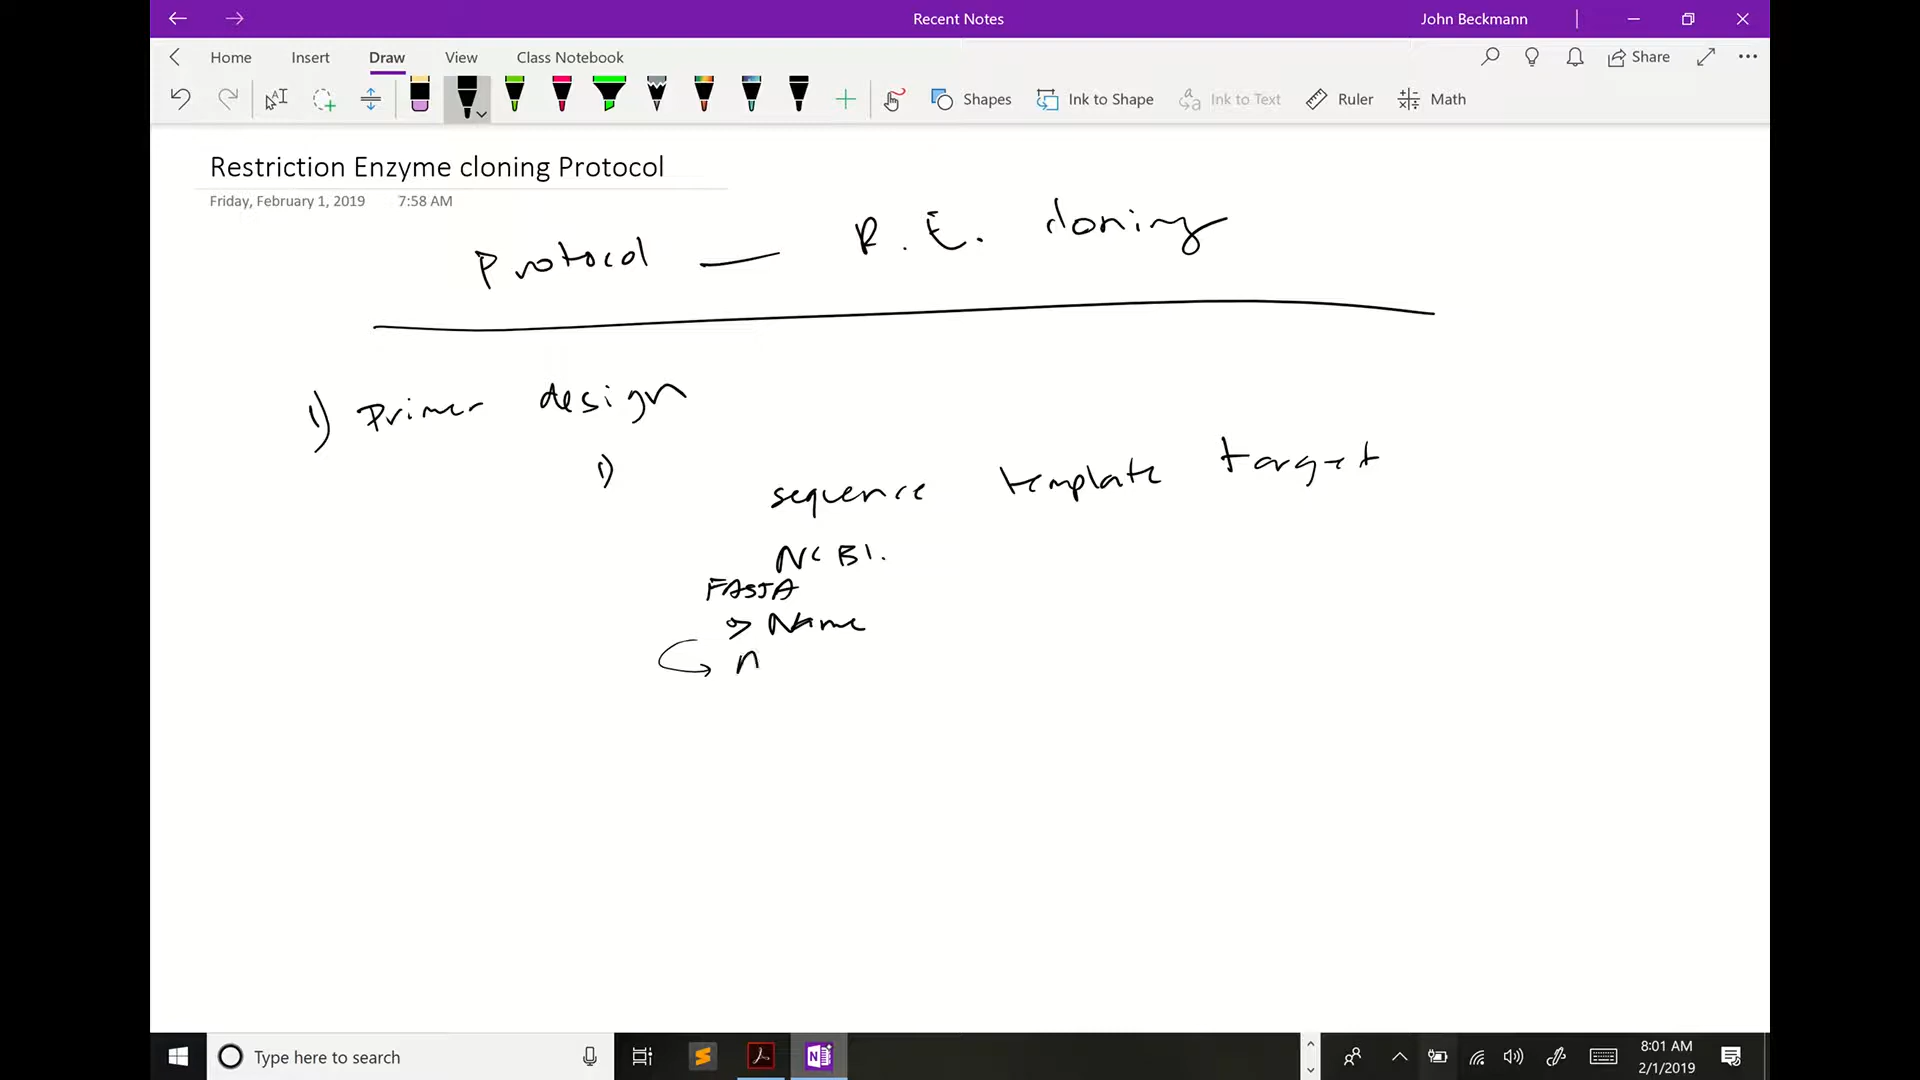 Recent Notes
John Beckmann
Home Insert Draw View Class Notebook
Share
Shapes Ink to Shape Ink to Text Ruler Math
Restriction Enzyme cloning Protocol
Friday, February 1, 2019 7:58 AM
Protocol — R.E. cloning
1) Primer design
1) sequence template target
NCBI.
FASTA
> Name
n
Type here to search
8:01 AM
2/1/2019